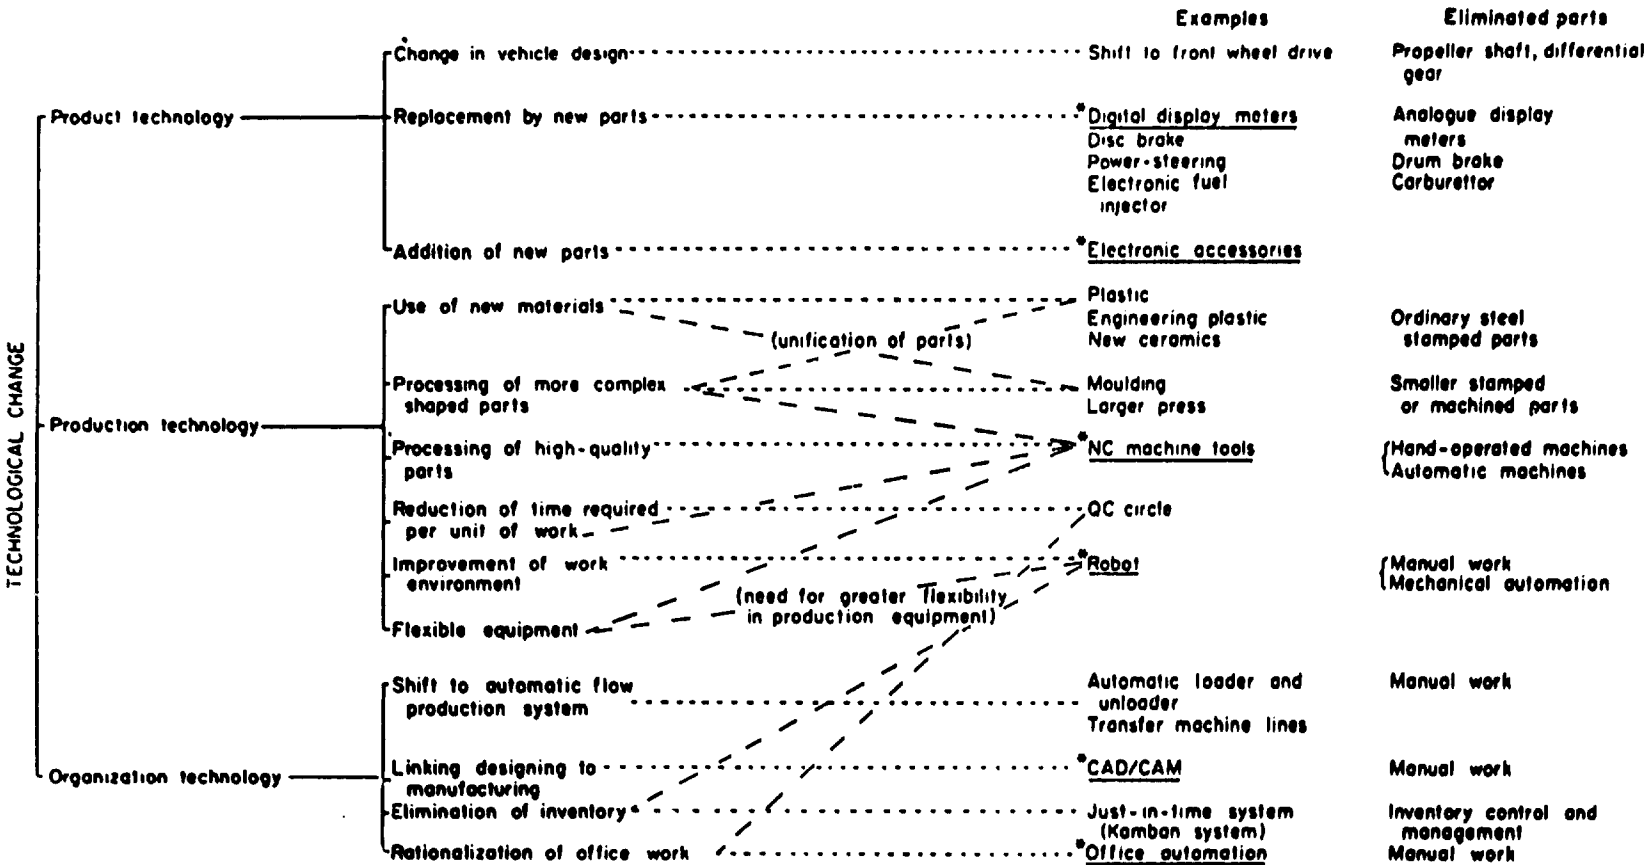 Examples Eliminated parts
Change in vehicle design Shift to front wheel drive Propeller shaft, differential
gear
Product technology Replacement by new parts *Digital display meters Analogue display
Disc brake meters
Power-steering Drum brake
Electronic fuel Carburettor
injector
Addition of new parts *Electronic accessories
Use of new materials Plastic
Engineering plastic Ordinary steel
(unification of parts) New ceramics stamped parts
TECHNOLOGICAL CHANGE
Processing of more complex Moulding Smaller stamped
shaped parts Larger press or machined parts
Production technology
Processing of high-quality *NC machine tools Hand-operated machines
parts Automatic machines
Reduction of time required QC circle
per unit of work
Improvement of work *Robot Manual work
environment Mechanical automation
(need for greater flexibility
in production equipment)
Flexible equipment
Shift to automatic flow Automatic loader and Manual work
production system unloader
Transfer machine lines
Organization technology Linking designing to *CAD/CAM Manual work
manufacturing
Elimination of inventory Just-in-time system Inventory control and
(Kamban system) management
Rationalization of office work *Office automation Manual work